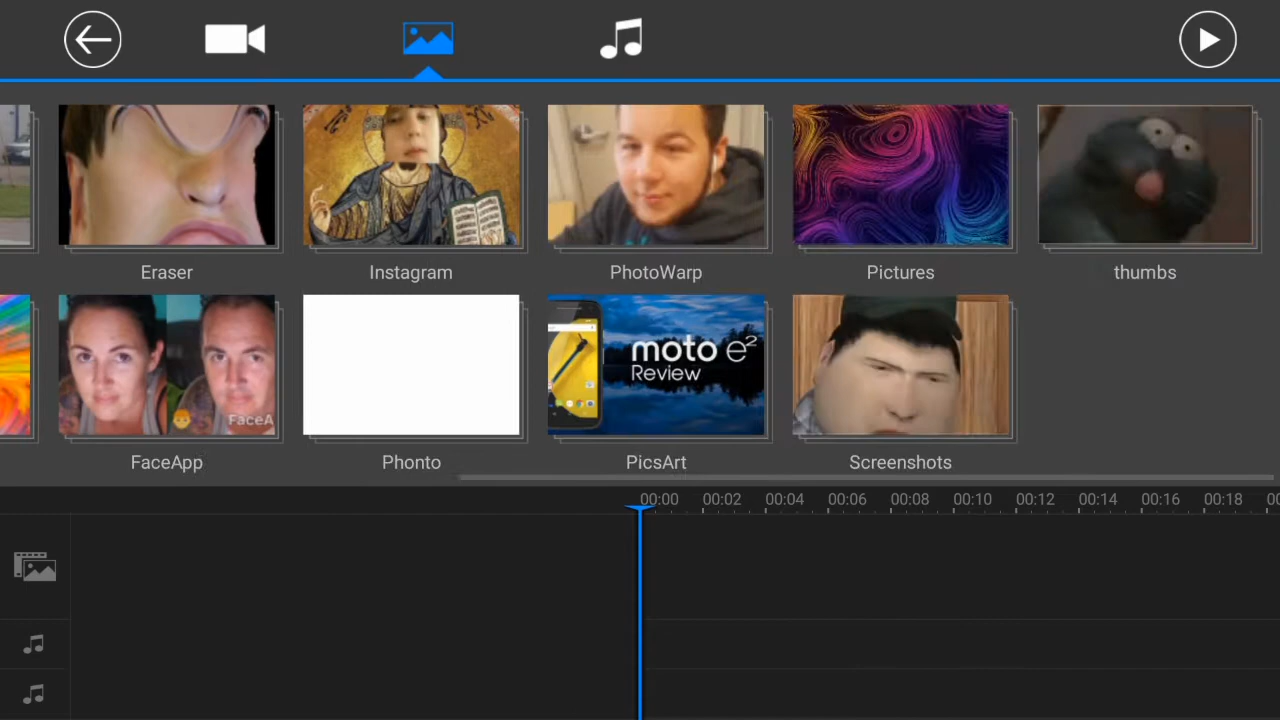 Eraser
Instagram
PhotoWarp
Pictures
thumbs
FaceA
moto e²
Review
FaceApp
Phonto
PicsArt
Screenshots
00:00 00:02 00:04 00:06 00:08 00:10 00:12 00:14 00:16 00:18